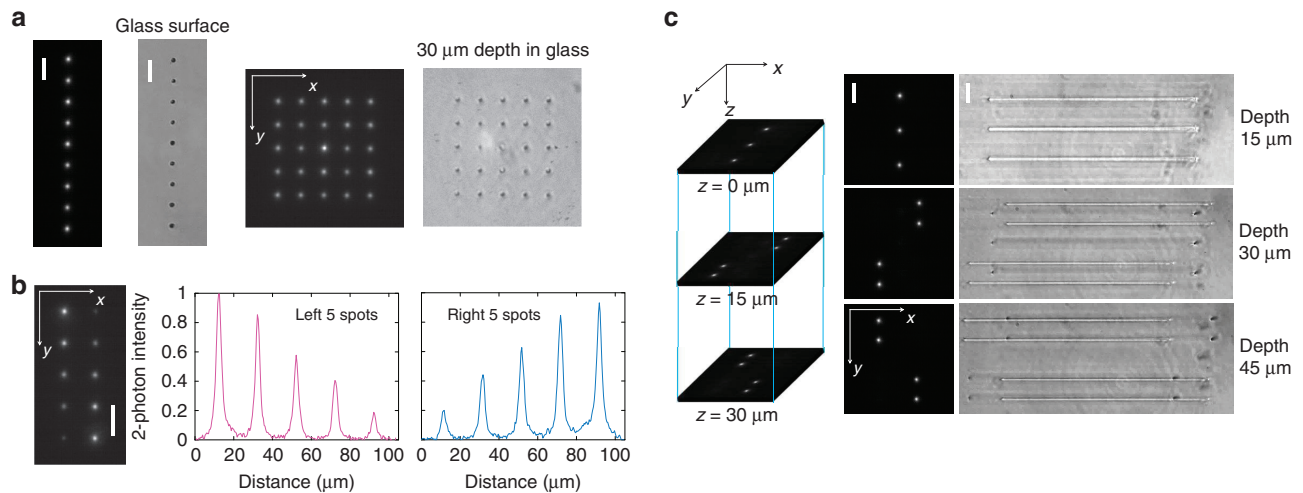 a
Glass surface
30 μm depth in glass
x
y
b
x
y
2-photon intensity
1
0.8
0.6
0.4
0.2
0
Left 5 spots
0 20 40 60 80 100
Distance (μm)
Right 5 spots
0 20 40 60 80 100
Distance (μm)
c
x
y
z
z = 0 μm
z = 15 μm
z = 30 μm
Depth
15 μm
Depth
30 μm
x
y
Depth
45 μm